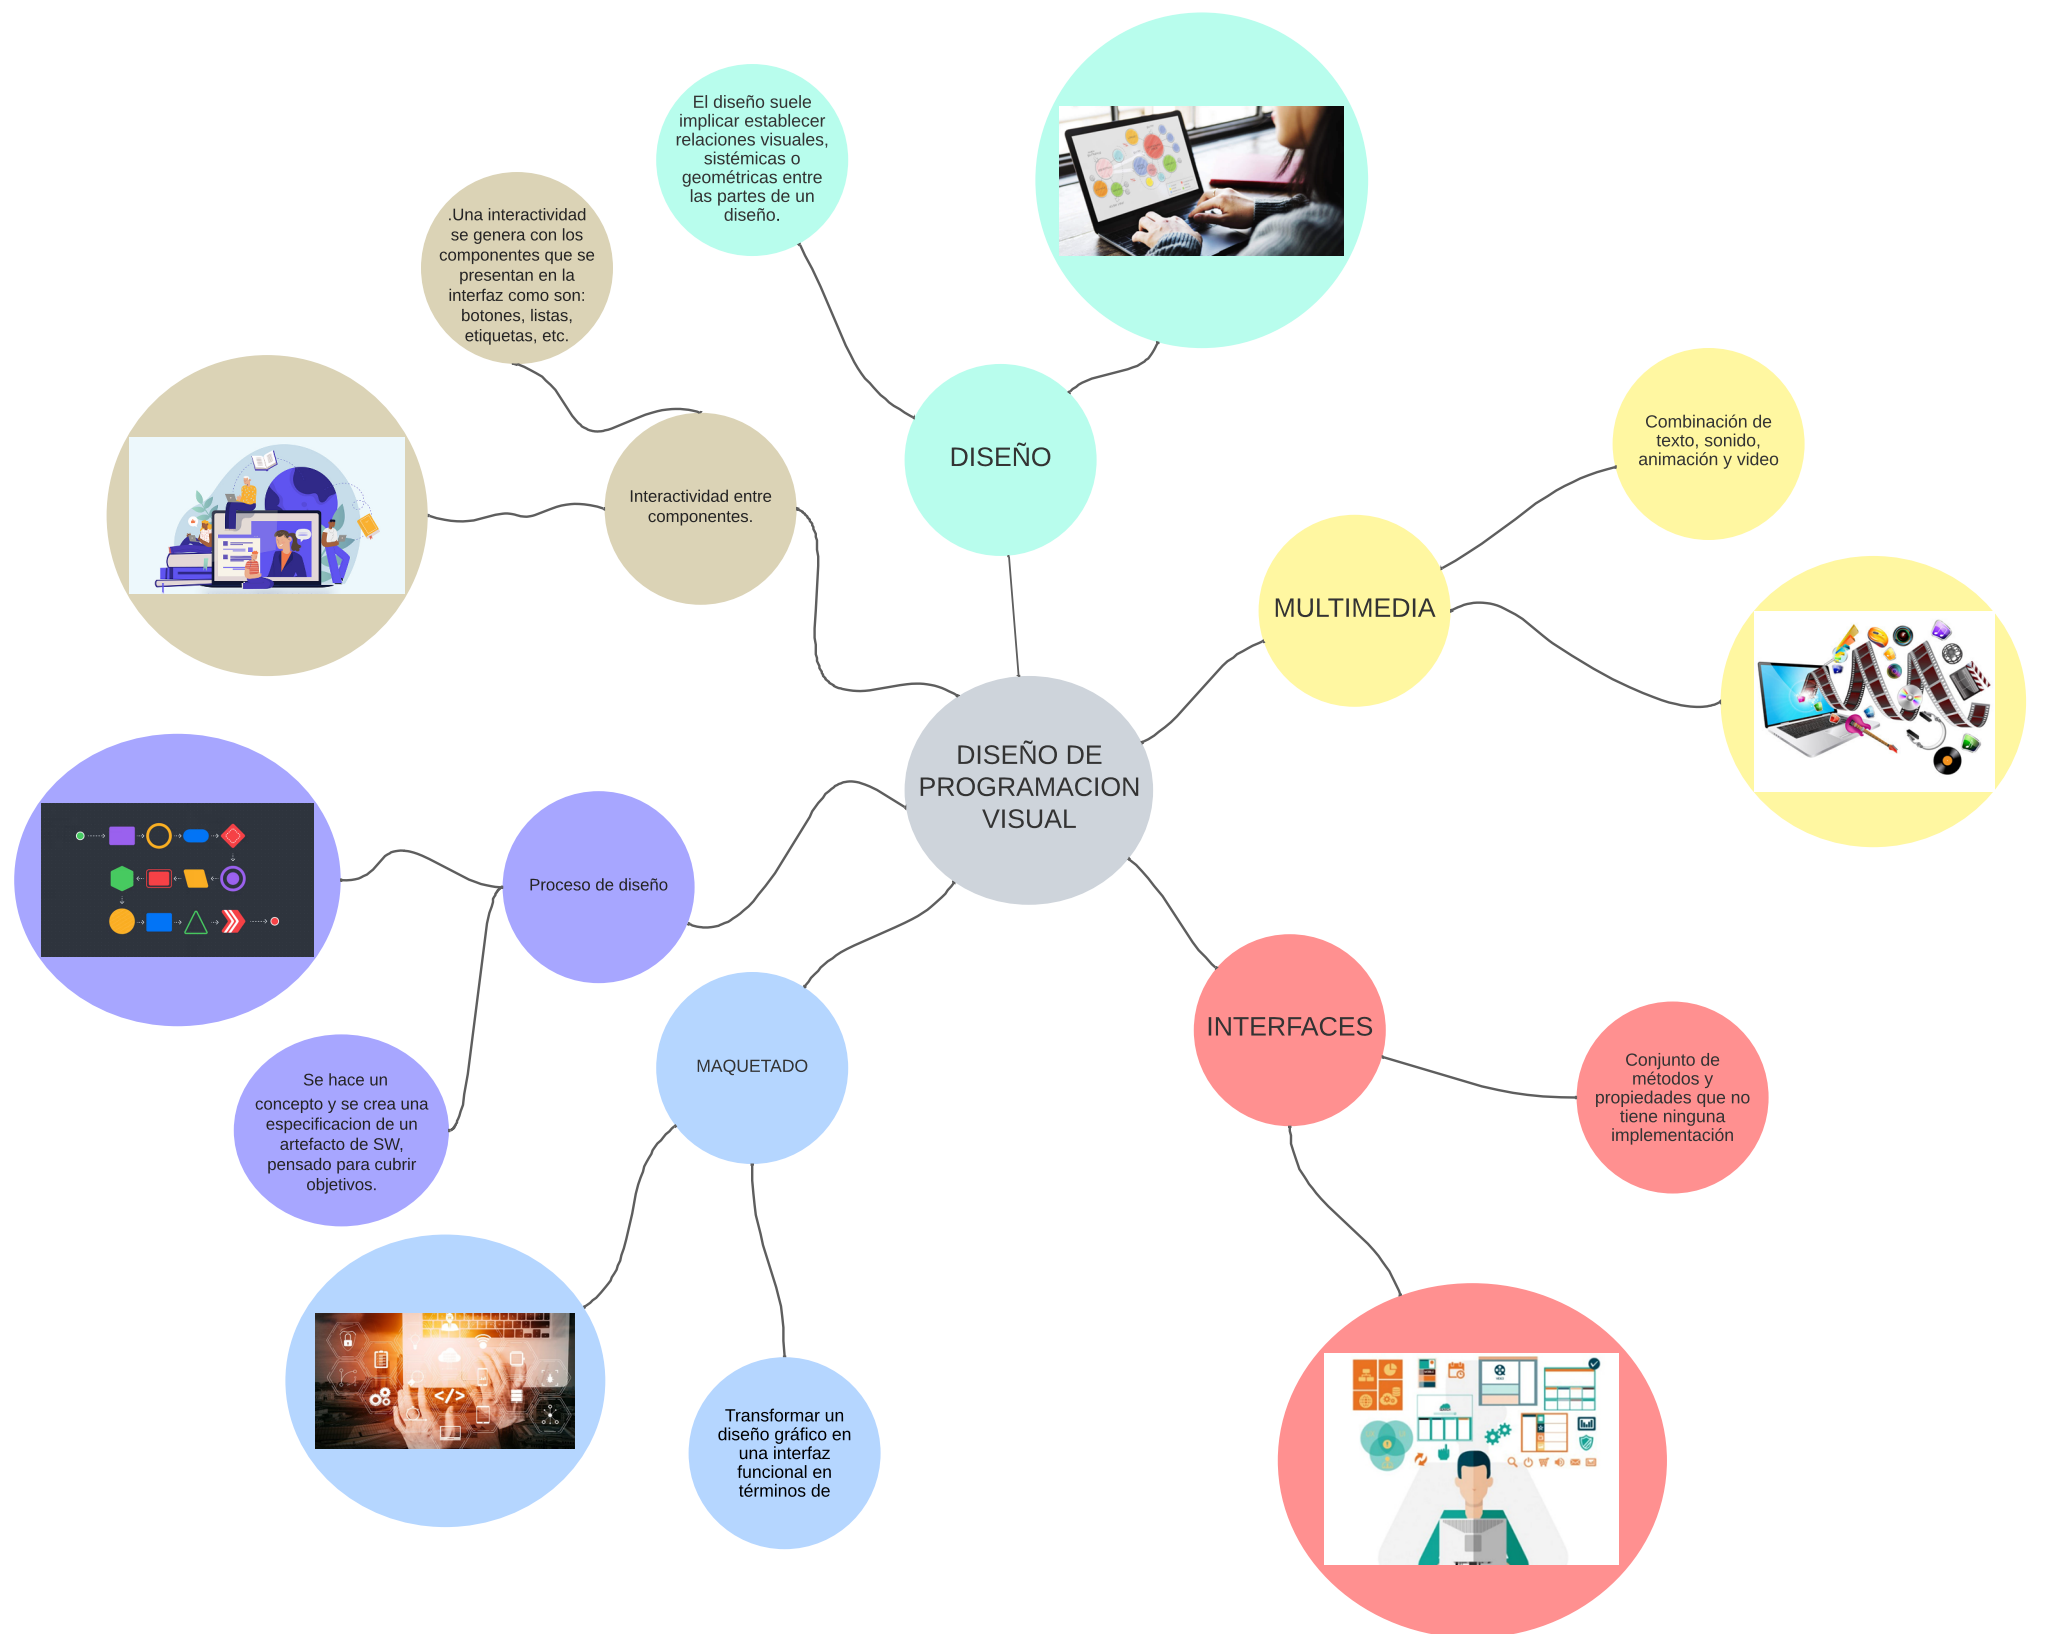 El diseño suele
implicar establecer
relaciones visuales,
sistémicas o
geométricas entre
las partes de un
diseño.
.Una interactividad
se genera con los
componentes que se
presentan en la
interfaz como son:
botones, listas,
etiquetas, etc.
DISEÑO
Combinación de
texto, sonido,
animación y video
Interactividad entre
componentes.
MULTIMEDIA
DISEÑO DE
PROGRAMACION
VISUAL
Proceso de diseño
INTERFACES
MAQUETADO
Conjunto de
métodos y
propiedades que no
tiene ninguna
implementación
Se hace un
concepto y se crea una
especificacion de un
artefacto de SW,
pensado para cubrir
objetivos.
</>
Transformar un
diseño gráfico en
una interfaz
funcional en
términos de